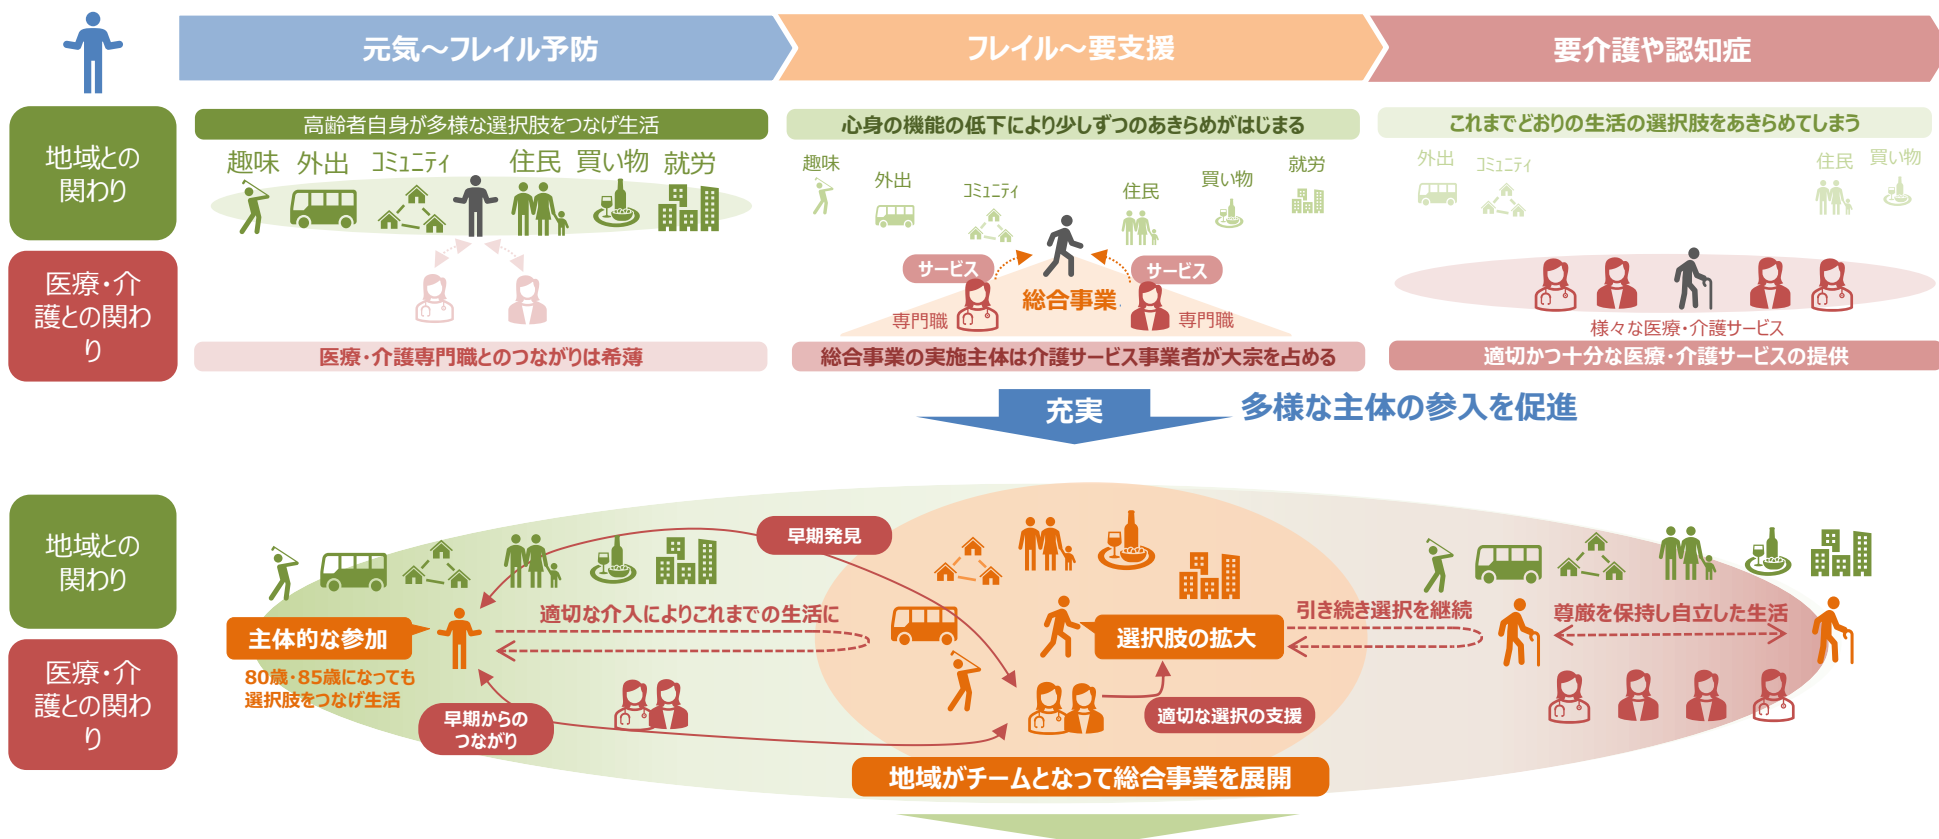 元気～フレイル予防
フレイル～要支援
要介護や認知症
地域との
関わり
高齢者自身が多様な選択肢をつなげ生活
趣味
外出
コミュニティ
住民
買い物
就労
心身の機能の低下により少しずつのあきらめがはじまる
趣味
外出
コミュニティ
住民
買い物
就労
これまでどおりの生活の選択肢をあきらめてしまう
外出
コミュニティ
住民
買い物
医療・介
護との関わ
り
医療・介護専門職とのつながりは希薄
サービス
サービス
総合事業
専門職
専門職
総合事業の実施主体は介護サービス事業者が大宗を占める
様々な医療・介護サービス
適切かつ十分な医療・介護サービスの提供
充実
多様な主体の参入を促進
地域との
関わり
早期発見
適切な介入によりこれまでの生活に
引き続き選択を継続
尊厳を保持し自立した生活
主体的な参加
選択肢の拡大
医療・介
護との関わ
り
80歳・85歳になっても
選択肢をつなげ生活
早期からの
つながり
適切な選択の支援
地域がチームとなって総合事業を展開